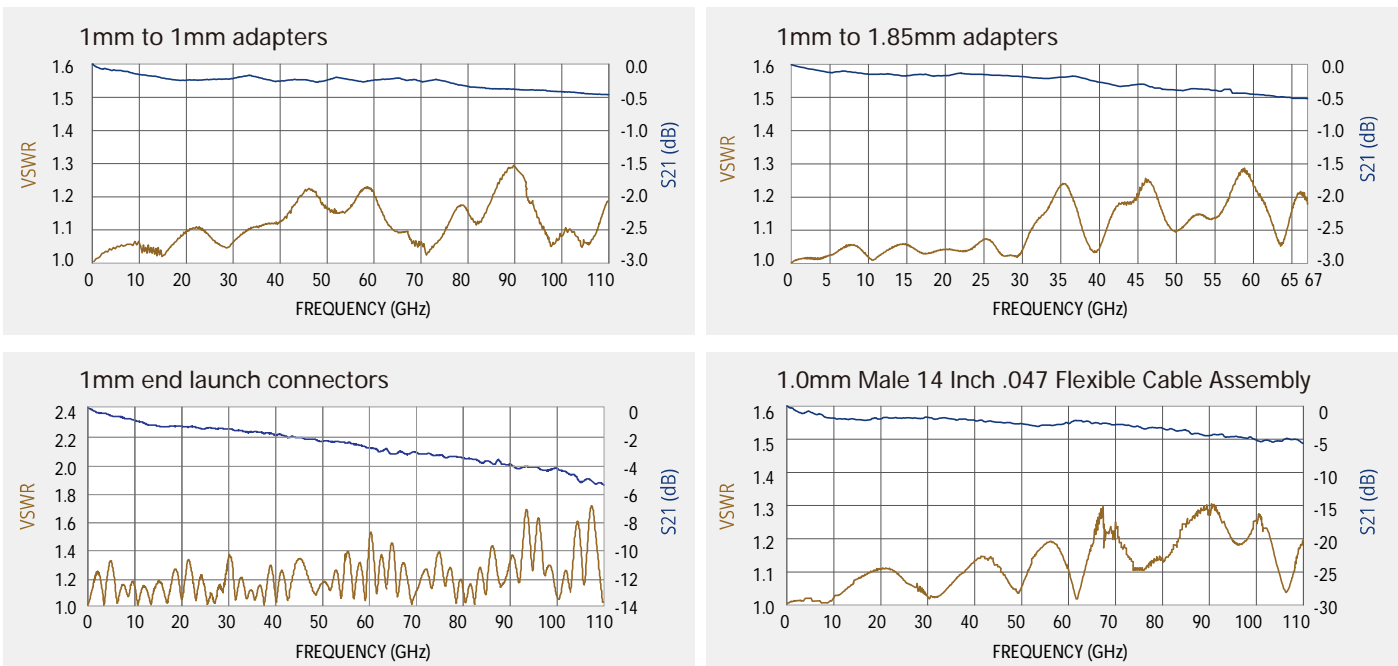 1mm to 1mm adapters
1.6
1.5
1.4
1.3
1.2
1.1
1.0
VSWR
0.0
-0.5
-1.0
-1.5
-2.0
-2.5
-3.0
S21 (dB)
0 10 20 30 40 50 60 70 80 90 100 110
FREQUENCY (GHz)
1mm to 1.85mm adapters
1.6
1.5
1.4
1.3
1.2
1.1
1.0
VSWR
0.0
-0.5
-1.0
-1.5
-2.0
-2.5
-3.0
S21 (dB)
0 5 10 15 20 25 30 35 40 45 50 55 60 65 67
FREQUENCY (GHz)
1mm end launch connectors
2.4
2.2
2.0
1.8
1.6
1.4
1.2
1.0
VSWR
0
-2
-4
-6
-8
-10
-12
-14
S21 (dB)
0 10 20 30 40 50 60 70 80 90 100 110
FREQUENCY (GHz)
1.0mm Male 14 Inch .047 Flexible Cable Assembly
1.6
1.5
1.4
1.3
1.2
1.1
1.0
VSWR
0
-5
-10
-15
-20
-25
-30
S21 (dB)
0 10 20 30 40 50 60 70 80 90 100 110
FREQUENCY (GHz)